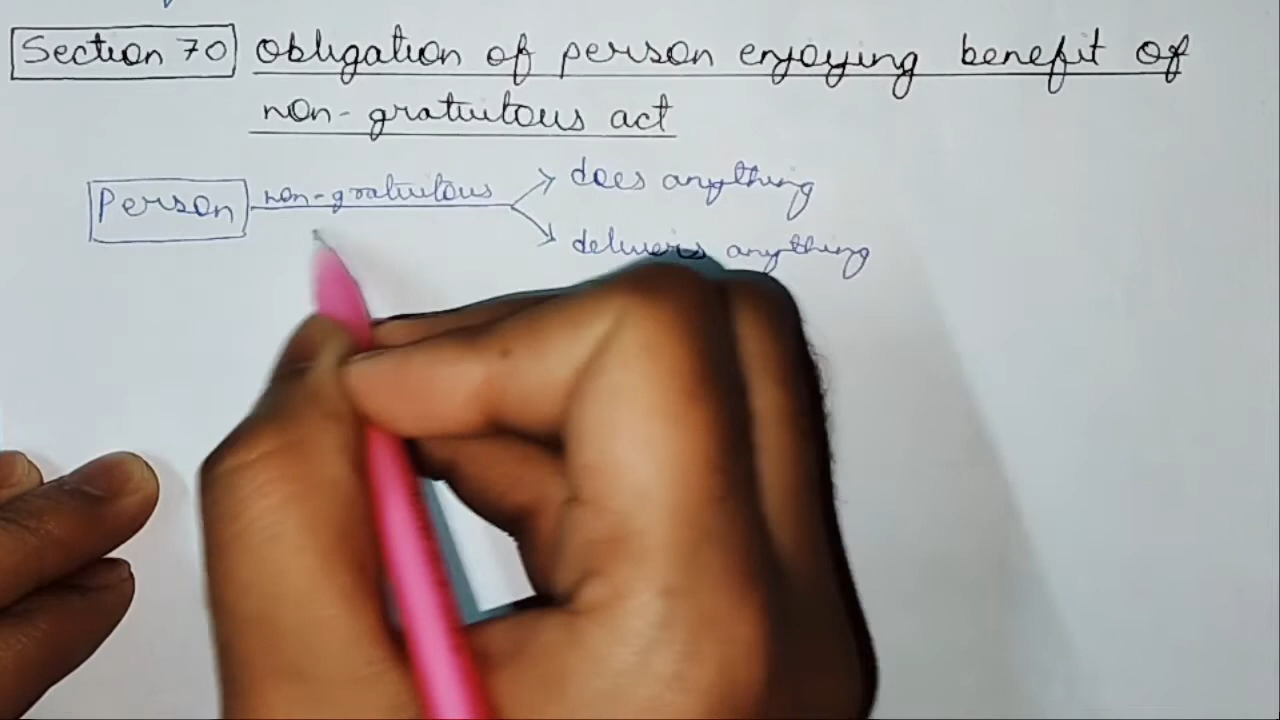 Section 70 obligation of person enjoying benefit of
non-gratuitous act
Person non-gratuitous does anything
delivers anything